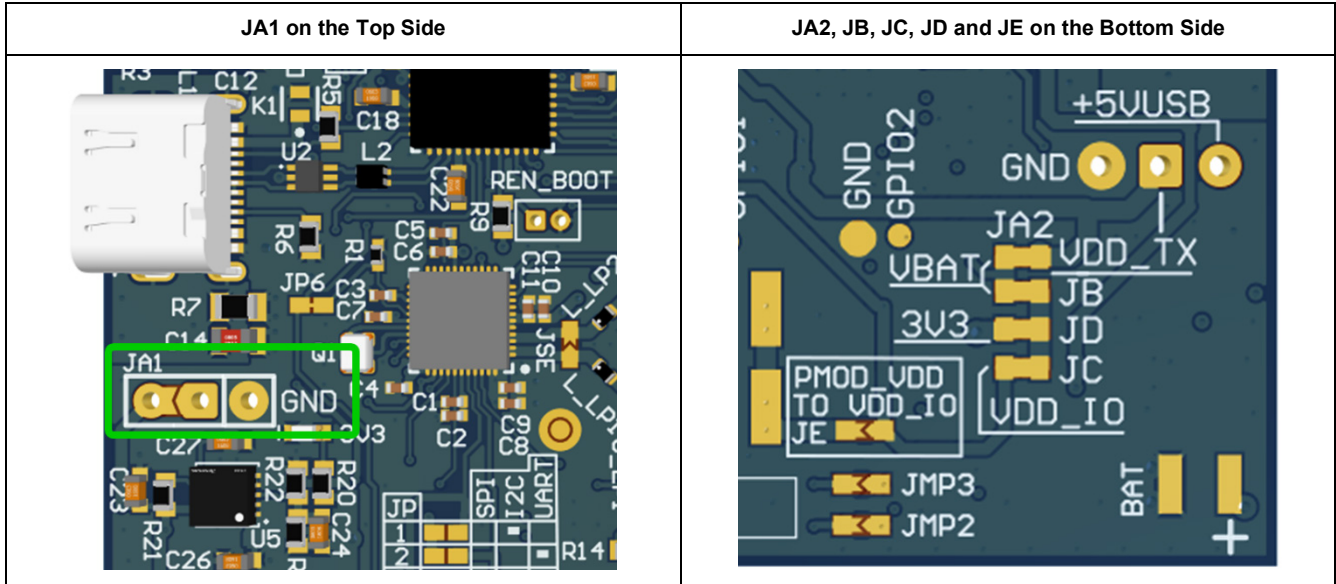 JA1 on the Top Side
JA2, JB, JC, JD and JE on the Bottom Side
R3
C12
K1
R5
C18
U2
L2
C22
REN_BOOT
R9
R6
R1
C5
C6
C10
C11
JP6
C3
C7
R7
C14
Q1
JSE
JA1
GND
C4
C1
C2
C9
C8
C27
3V3
C23
R21
R22
R20
U5
C24
C26
JP
SPI
I2C
UART
1
2
R14
+5VUSB
GND
GND
GPIO2
JA2
VDD_TX
VBAT
JB
3V3
JD
JC
VDD_IO
PMOD_VDD
TO VDD_IO
JE
JMP3
JMP2
BAT
+